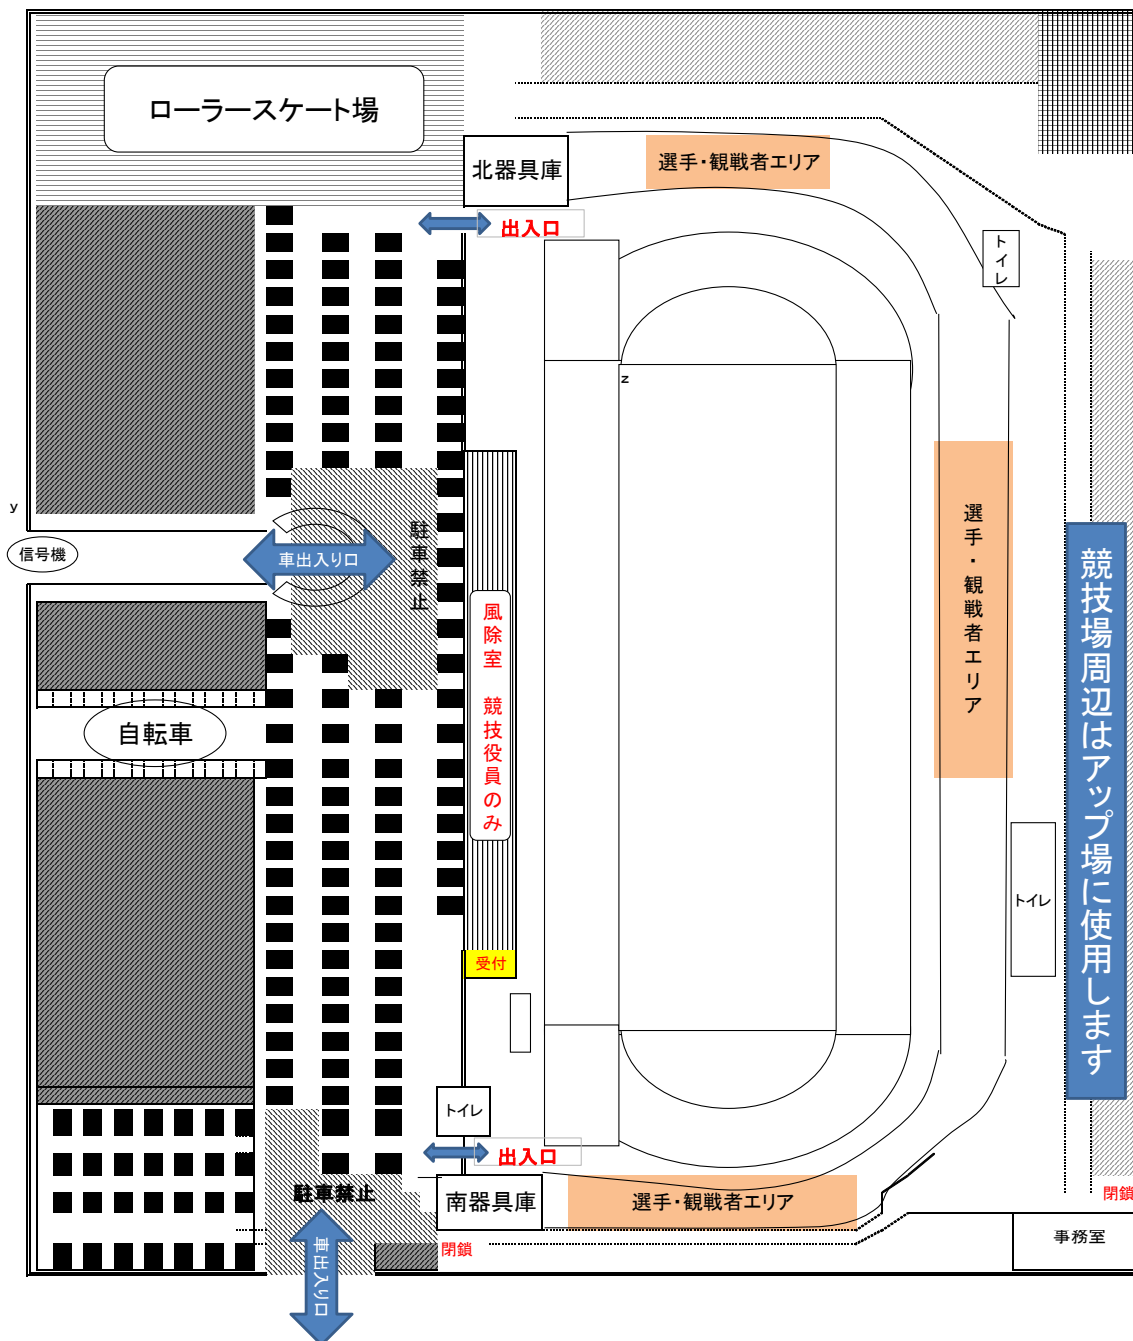 ローラースケート場
北器具庫
選手・観戦者エリア
出入口
トイレ
z
y
信号機
車出入り口
駐車禁止
風除室　競技役員のみ
選手・観戦者エリア
競技場周辺はアップ場に使用します
自転車
トイレ
受付
トイレ
出入口
駐車禁止
南器具庫
選手・観戦者エリア
閉鎖
閉鎖
事務室
車出入り口